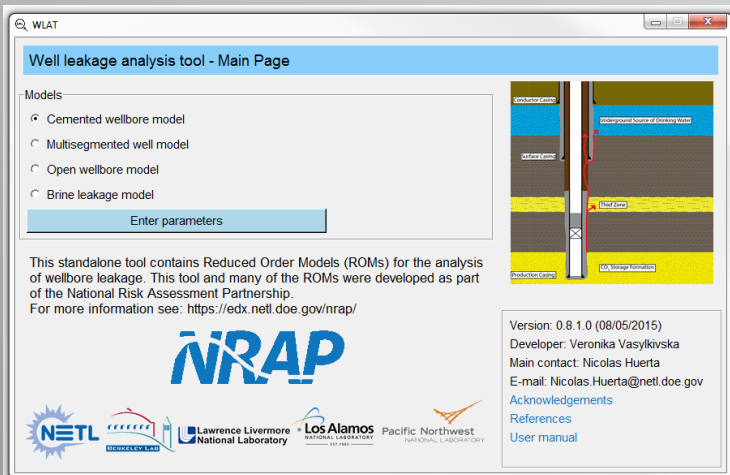 WLAT
Well leakage analysis tool - Main Page
Models
Cemented wellbore model
Multisegmented well model
Open wellbore model
Brine leakage model
Enter parameters
Conductor Casing
Underground Source of Drinking Water
Surface Casing
Thief Zone
CO2 Storage Formation
Production Casing
This standalone tool contains Reduced Order Models (ROMs) for the analysis
of wellbore leakage. This tool and many of the ROMs were developed as part
of the National Risk Assessment Partnership.
For more information see: https://edx.netl.doe.gov/nrap/
NRAP
NETL
BERKELEY LAB
Lawrence Livermore
National Laboratory
Los Alamos
NATIONAL LABORATORY
EST. 1943
Pacific Northwest
NATIONAL LABORATORY
Version: 0.8.1.0 (08/05/2015)
Developer: Veronika Vasylkivska
Main contact: Nicolas Huerta
E-mail: Nicolas.Huerta@netl.doe.gov
Acknowledgements
References
User manual